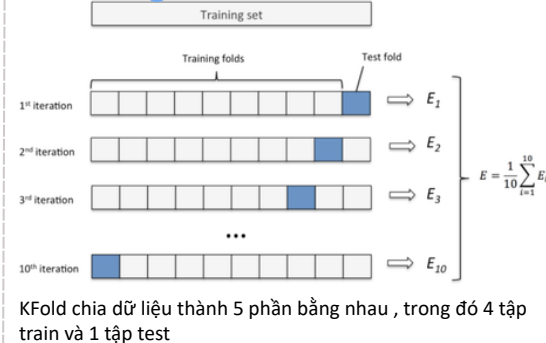 Training set
Training folds
Test fold
1st iteration
E1
2nd iteration
E2
3rd iteration
E3
E = 1/10 10∑i=1 Ei
...
10th iteration
E10
KFold chia dữ liệu thành 5 phần bằng nhau , trong đó 4 tập
train và 1 tập test